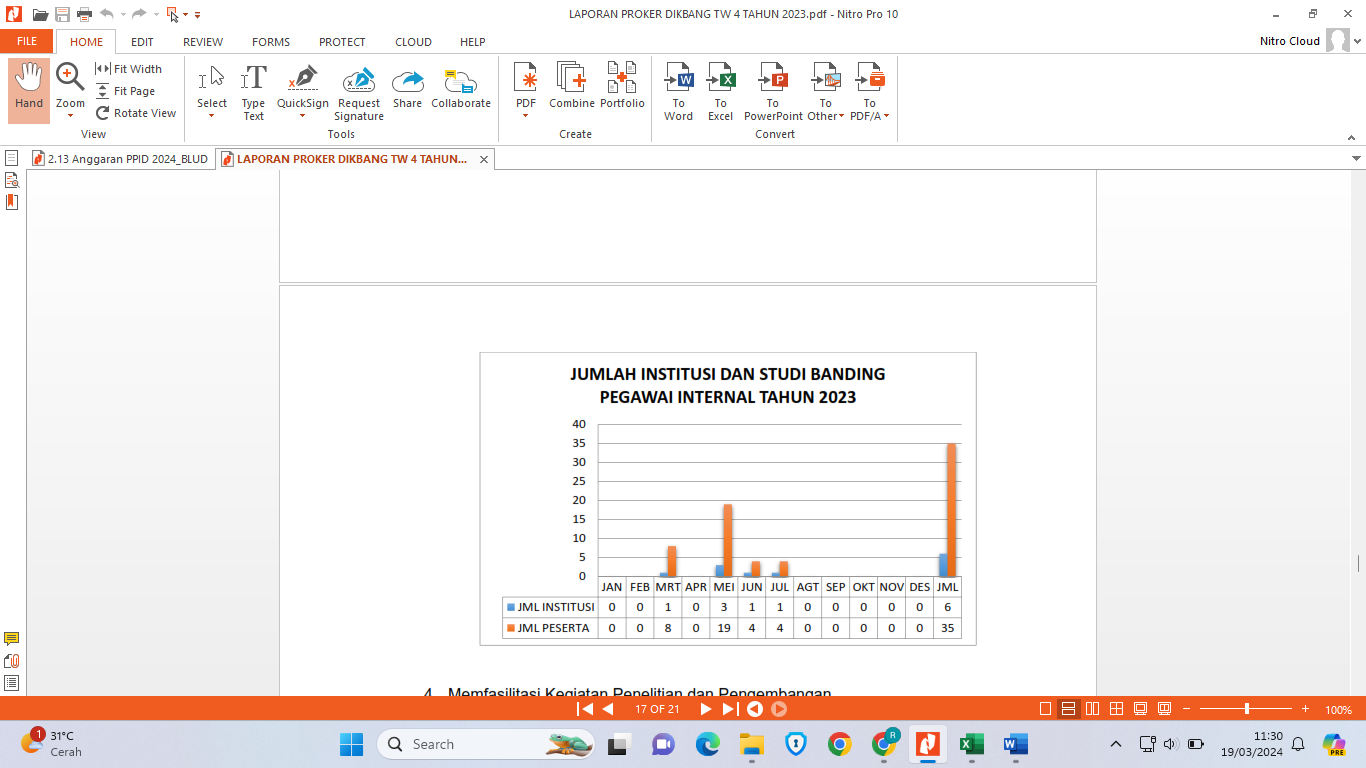 LAPORAN PROKER DIKBANG TW 4 TAHUN 2023.pdf - Nitro Pro 10
FILE HOME EDIT REVIEW FORMS PROTECT CLOUD HELP Nitro Cloud
Hand
Zoom
Fit Width
Fit Page
Rotate View
View
Select
Type Text
QuickSign
Request Signature
Share
Collaborate
Tools
PDF
Combine
Portfolio
Create
To Word
To Excel
To PowerPoint
To Other
To PDF/A
Convert
2.13 Anggaran PPID 2024_BLUD
LAPORAN PROKER DIKBANG TW 4 TAHUN...
JUMLAH INSTITUSI DAN STUDI BANDING
PEGAWAI INTERNAL TAHUN 2023
40
35
30
25
20
15
10
5
0
JAN FEB MRT APR MEI JUN JUL AGT SEP OKT NOV DES JML
JML INSTITUSI 0 0 1 0 3 1 1 0 0 0 0 0 6
JML PESERTA 0 0 8 0 19 4 4 0 0 0 0 0 35
4. Memfasilitasi Kegiatan Penelitian dan Pengembangan
17 OF 21
100%
1
31°C
Cerah
Search
R
11:30
19/03/2024
PRE